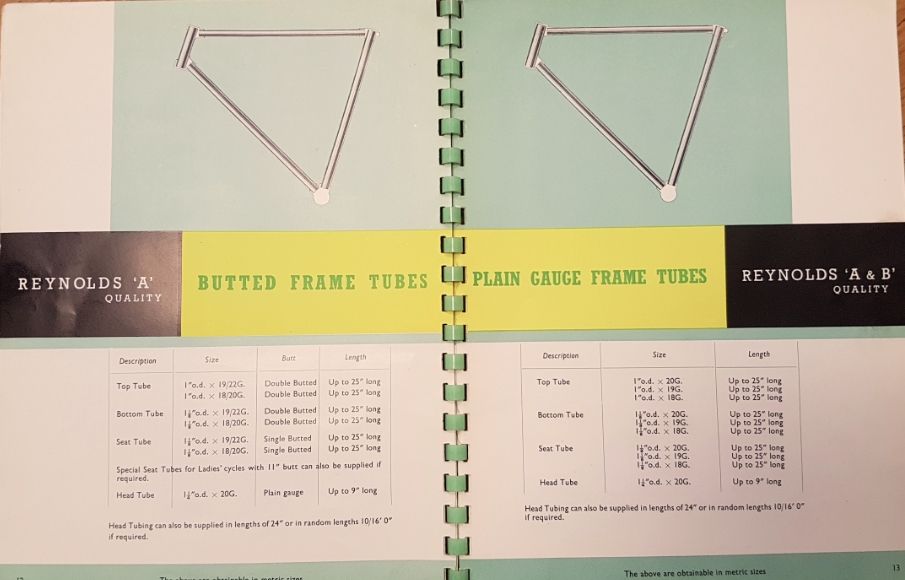 REYNOLDS 'A'
QUALITY
BUTTED FRAME TUBES
Description Size Butt Length
Top Tube 1"o.d. × 19/22G. Double Butted Up to 25" long
1"o.d. × 18/20G. Double Butted Up to 25" long
Bottom Tube 1⅛"o.d. × 19/22G. Double Butted Up to 25" long
1⅛"o.d. × 18/20G. Double Butted Up to 25" long
Seat Tube 1⅛"o.d. × 19/22G. Single Butted Up to 25" long
1⅛"o.d. × 18/20G. Single Butted Up to 25" long
Special Seat Tubes for Ladies' cycles with 11" butt can also be supplied if
required.
Head Tube 1¼"o.d. × 20G. Plain gauge Up to 9" long
Head Tubing can also be supplied in lengths of 24" or in random lengths 10/16' 0"
if required.
The above are obtainable in metric sizes
PLAIN GAUGE FRAME TUBES
REYNOLDS 'A & B'
QUALITY
Description Size Length
Top Tube 1"o.d. × 20G. Up to 25" long
1"o.d. × 19G. Up to 25" long
1"o.d. × 18G. Up to 25" long
Bottom Tube 1⅛"o.d. × 20G. Up to 25" long
1⅛"o.d. × 19G. Up to 25" long
1⅛"o.d. × 18G. Up to 25" long
Seat Tube 1⅛"o.d. × 20G. Up to 25" long
1⅛"o.d. × 19G. Up to 25" long
1⅛"o.d. × 18G. Up to 25" long
Head Tube 1¼"o.d. × 20G. Up to 9" long
Head Tubing can also be supplied in lengths of 24" or in random lengths 10/16' 0"
if required.
The above are obtainable in metric sizes
13